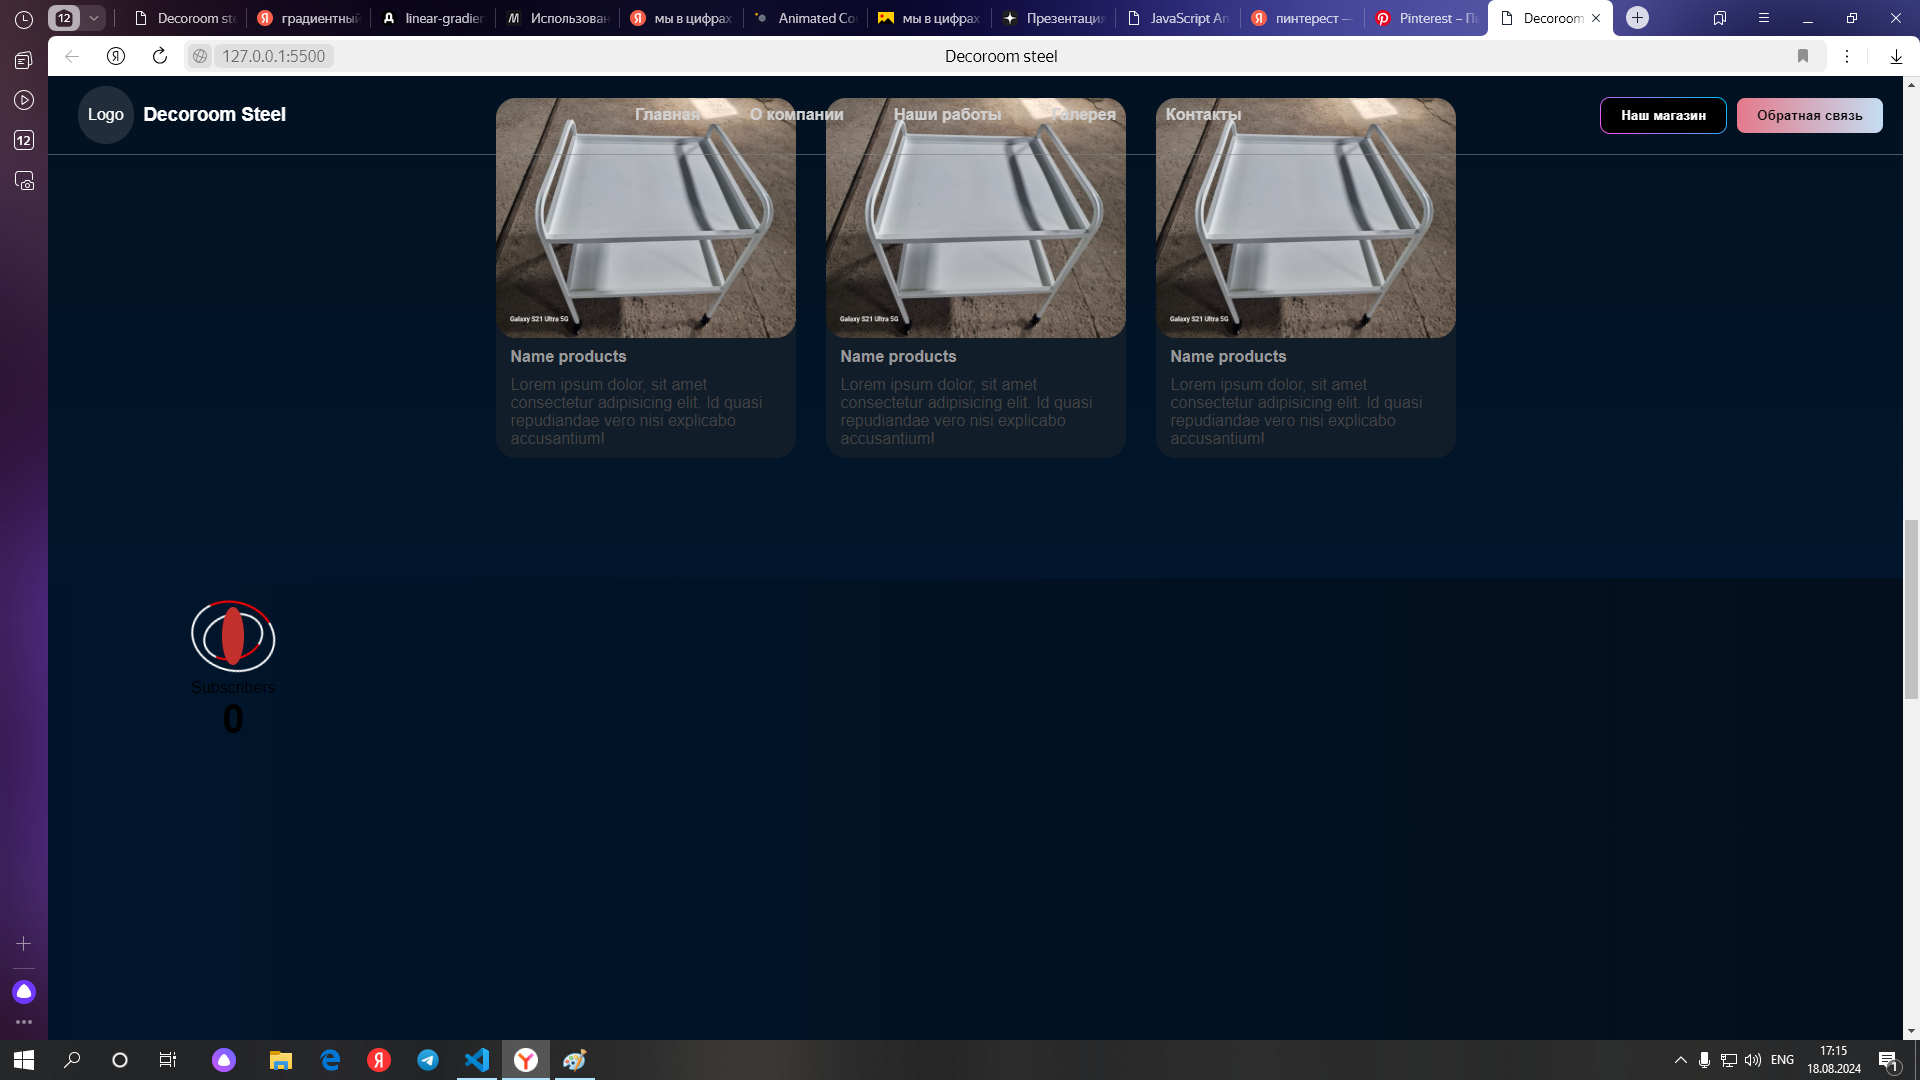 12
Decoroom ste
градиентный
linear-gradien
Использован
мы в цифрах
Animated Co
мы в цифрах
Презентация
JavaScript An
пинтерест —
Pinterest – Пи
Decoroom
127.0.0.1:5500
Decoroom steel
12
Logo
Decoroom Steel
Главная
О компании
Наши работы
Галерея
Контакты
Наш магазин
Обратная связь
Galaxy S21 Ultra 5G
Galaxy S21 Ultra 5G
Galaxy S21 Ultra 5G
Name products
Lorem ipsum dolor, sit amet
consectetur adipisicing elit. Id quasi
repudiandae vero nisi explicabo
accusantium!
Name products
Lorem ipsum dolor, sit amet
consectetur adipisicing elit. Id quasi
repudiandae vero nisi explicabo
accusantium!
Name products
Lorem ipsum dolor, sit amet
consectetur adipisicing elit. Id quasi
repudiandae vero nisi explicabo
accusantium!
Subscribers
0
ENG
17:15
18.08.2024
1